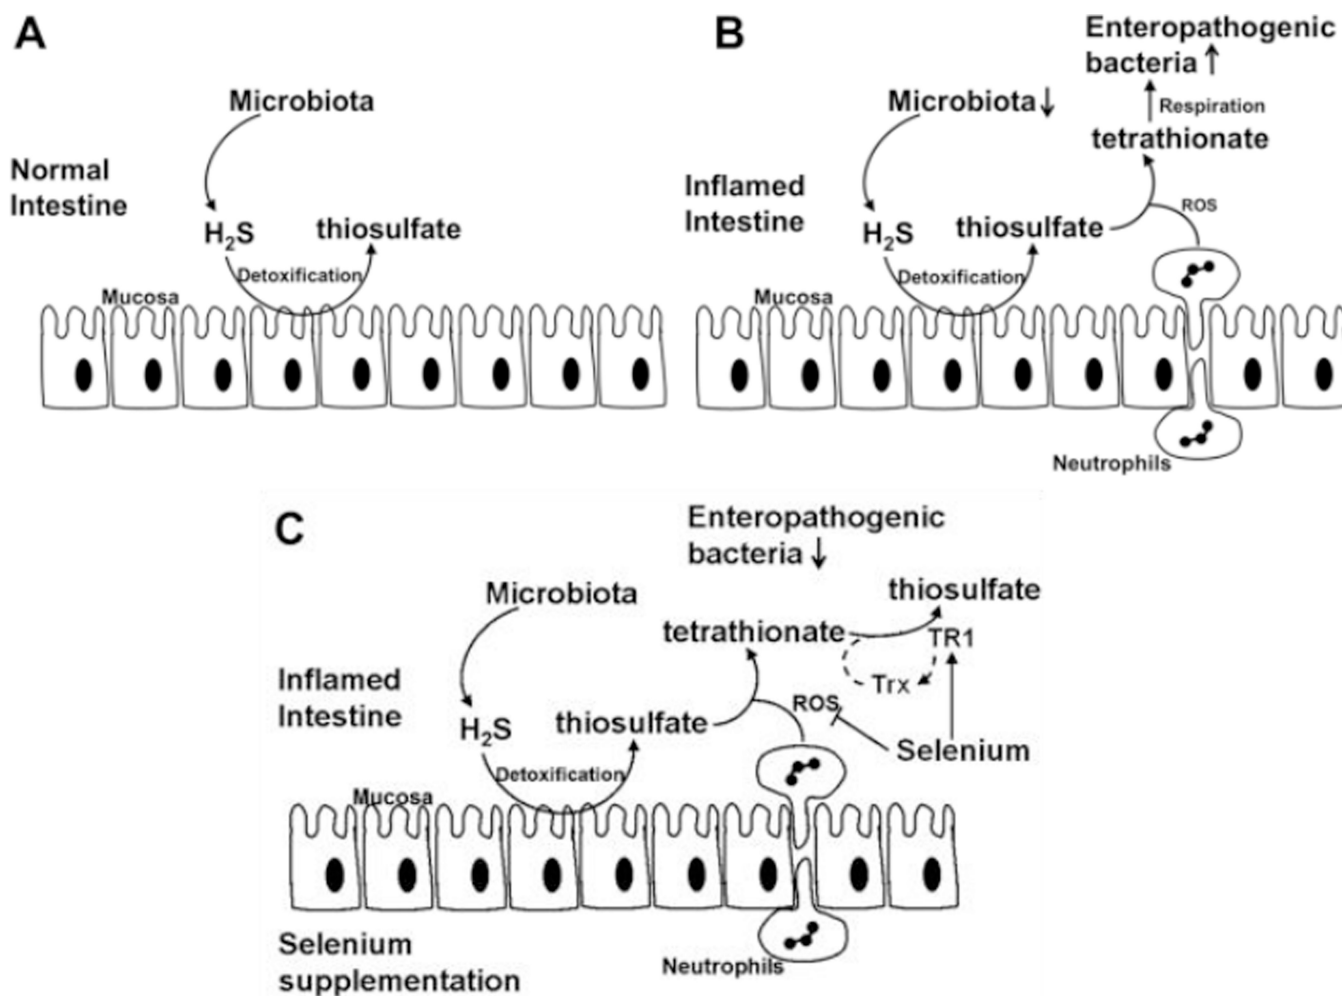 A
Microbiota
Normal
Intestine
H₂S
thiosulfate
Detoxification
Mucosa
B
Enteropathogenic
bacteria↑
Respiration
Microbiota↓
tetrathionate
Inflamed
Intestine
ROS
H₂S
thiosulfate
Detoxification
Mucosa
Neutrophils
C
Enteropathogenic
bacteria↓
thiosulfate
Microbiota
tetrathionate
TR1
Trx
Inflamed
Intestine
ROS
H₂S
thiosulfate
Selenium
Detoxification
Mucosa
Selenium
supplementation
Neutrophils